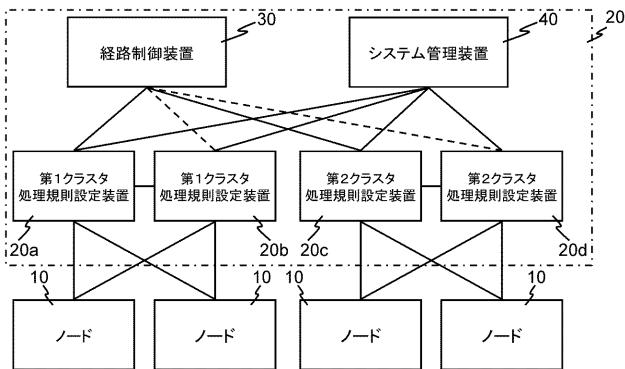 30
40
20
経路制御装置
システム管理装置
第1クラスタ
処理規則設定装置
第1クラスタ
処理規則設定装置
第2クラスタ
処理規則設定装置
第2クラスタ
処理規則設定装置
20a
20b
20c
20d
10
10
10
10
ノード
ノード
ノード
ノード